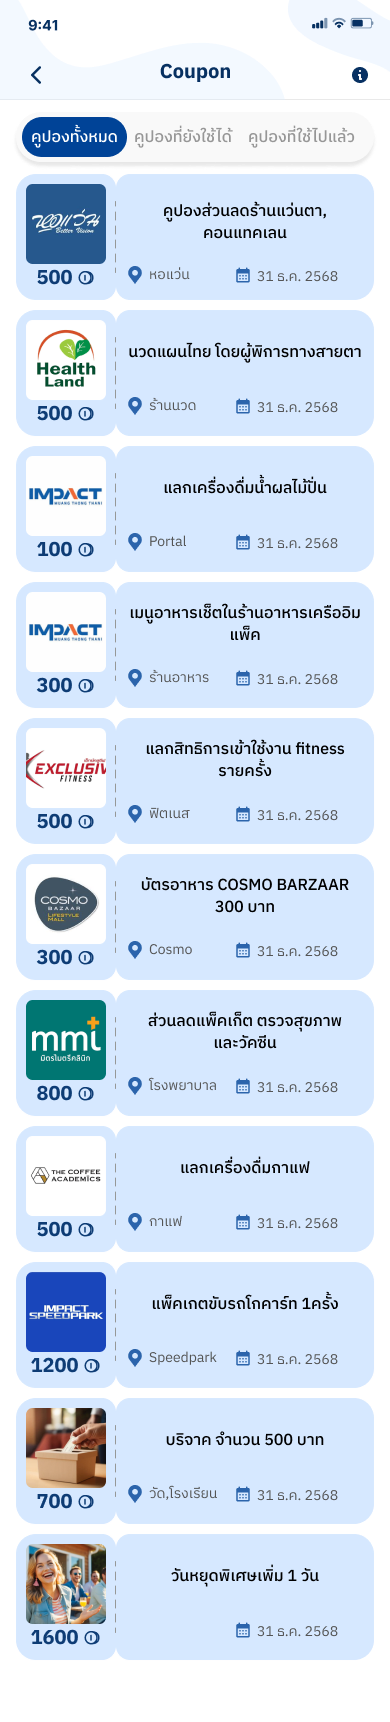 9:41
Coupon
คูปองทั้งหมด คูปองที่ยังใช้ได้ คูปองที่ใช้ไปแล้ว
หอแว่น
Better Vision
500
คูปองส่วนลดร้านแว่นตา,
คอนแทคเลน
หอแว่น 31 ธ.ค. 2568
Health
Land
500
นวดแผนไทย โดยผู้พิการทางสายตา
ร้านนวด 31 ธ.ค. 2568
IMPACT
MUANG THONG THANI
100
แลกเครื่องดื่มน้ำผลไม้ปั่น
Portal 31 ธ.ค. 2568
IMPACT
MUANG THONG THANI
300
เมนูอาหารเซ็ตในร้านอาหารเครืออิม
แพ็ค
ร้านอาหาร 31 ธ.ค. 2568
EXCLUSIV
FITNESS
500
แลกสิทธิการเข้าใช้งาน fitness
รายครั้ง
ฟิตเนส 31 ธ.ค. 2568
COSMO
BAZAAR
LIFESTYLE
MALL
300
บัตรอาหาร COSMO BARZAAR
300 บาท
Cosmo 31 ธ.ค. 2568
mmt
มิตรไมตรีคลินิก
800
ส่วนลดแพ็คเก็ต ตรวจสุขภาพ
และวัคซีน
โรงพยาบาล 31 ธ.ค. 2568
THE COFFEE
ACADEMICS
500
แลกเครื่องดื่มกาแฟ
กาแฟ 31 ธ.ค. 2568
IMPACT
SPEEDPARK
1200
แพ็คเกตขับรถโกคาร์ท 1ครั้ง
Speedpark 31 ธ.ค. 2568
700
บริจาค จำนวน 500 บาท
วัด,โรงเรียน 31 ธ.ค. 2568
1600
วันหยุดพิเศษเพิ่ม 1 วัน
31 ธ.ค. 2568